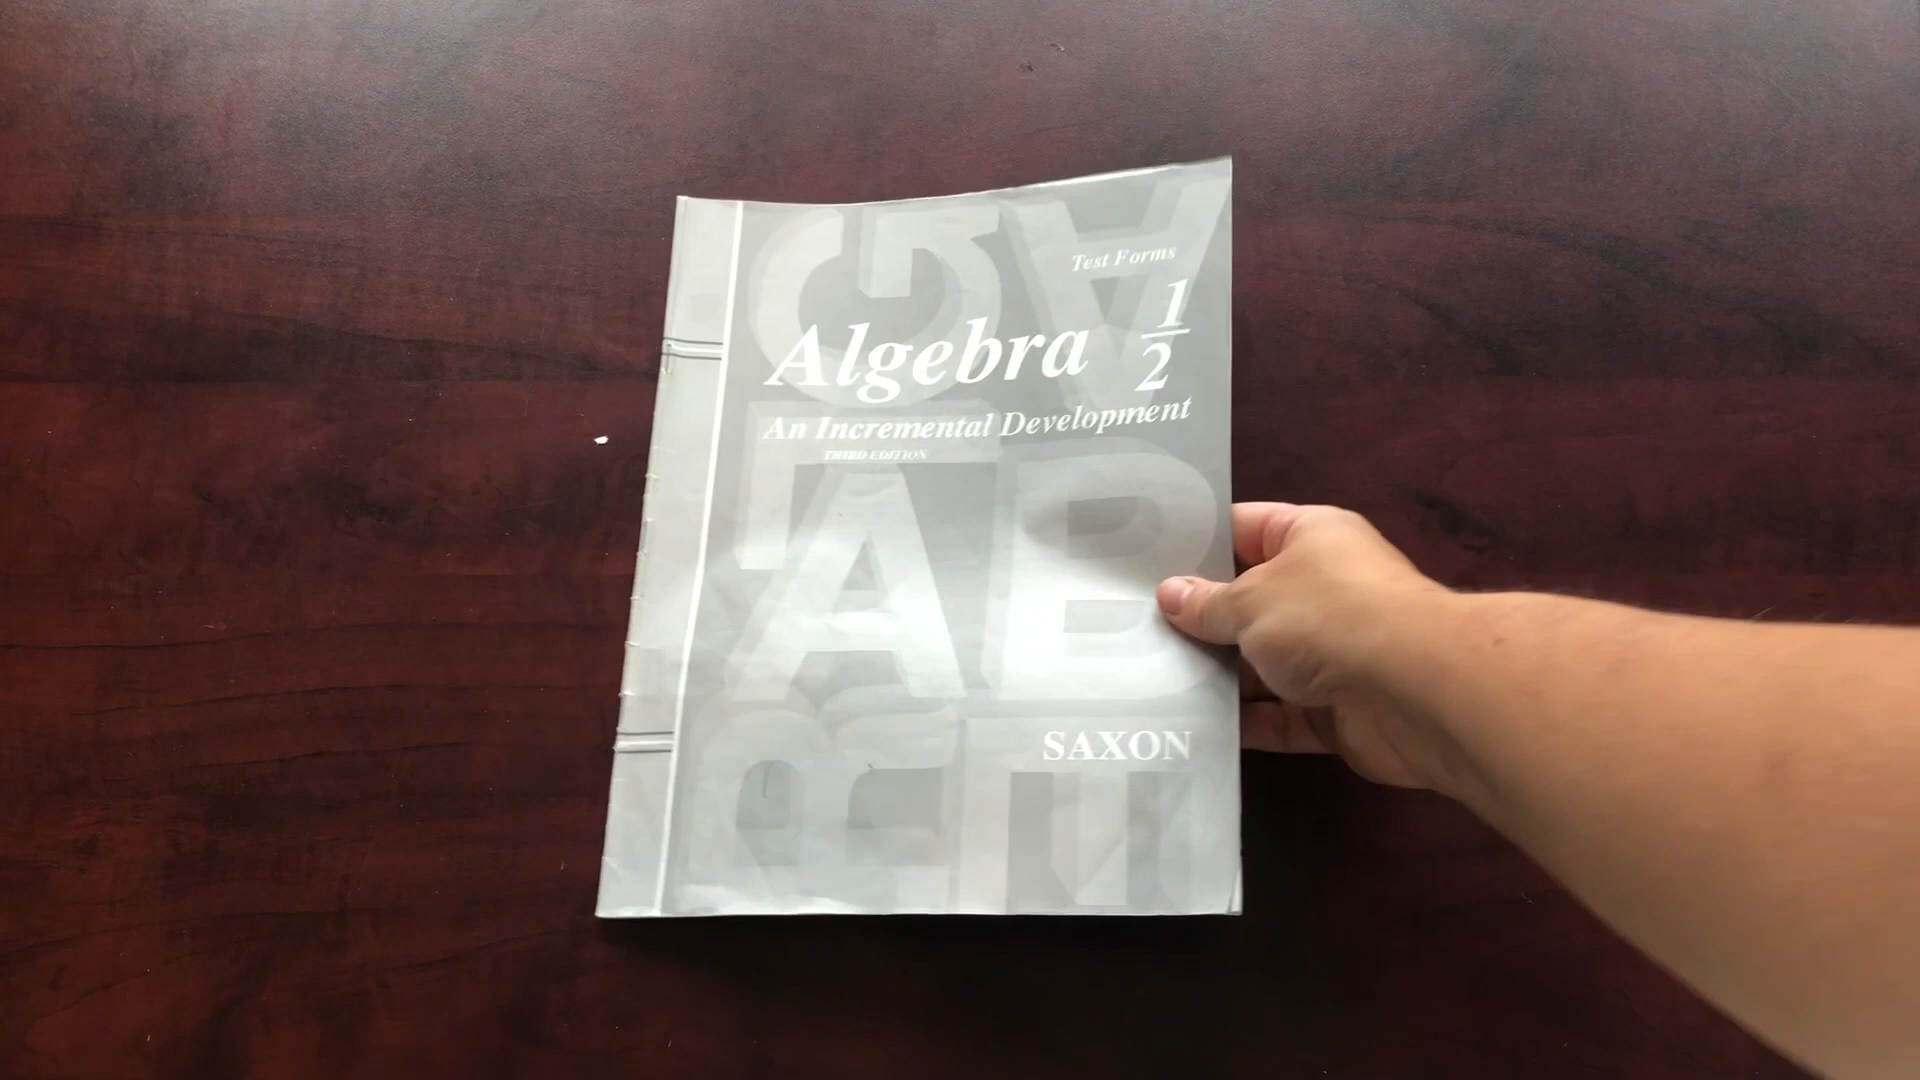 Test Forms
Algebra 1/2
An Incremental Development
THIRD EDITION
SAXON